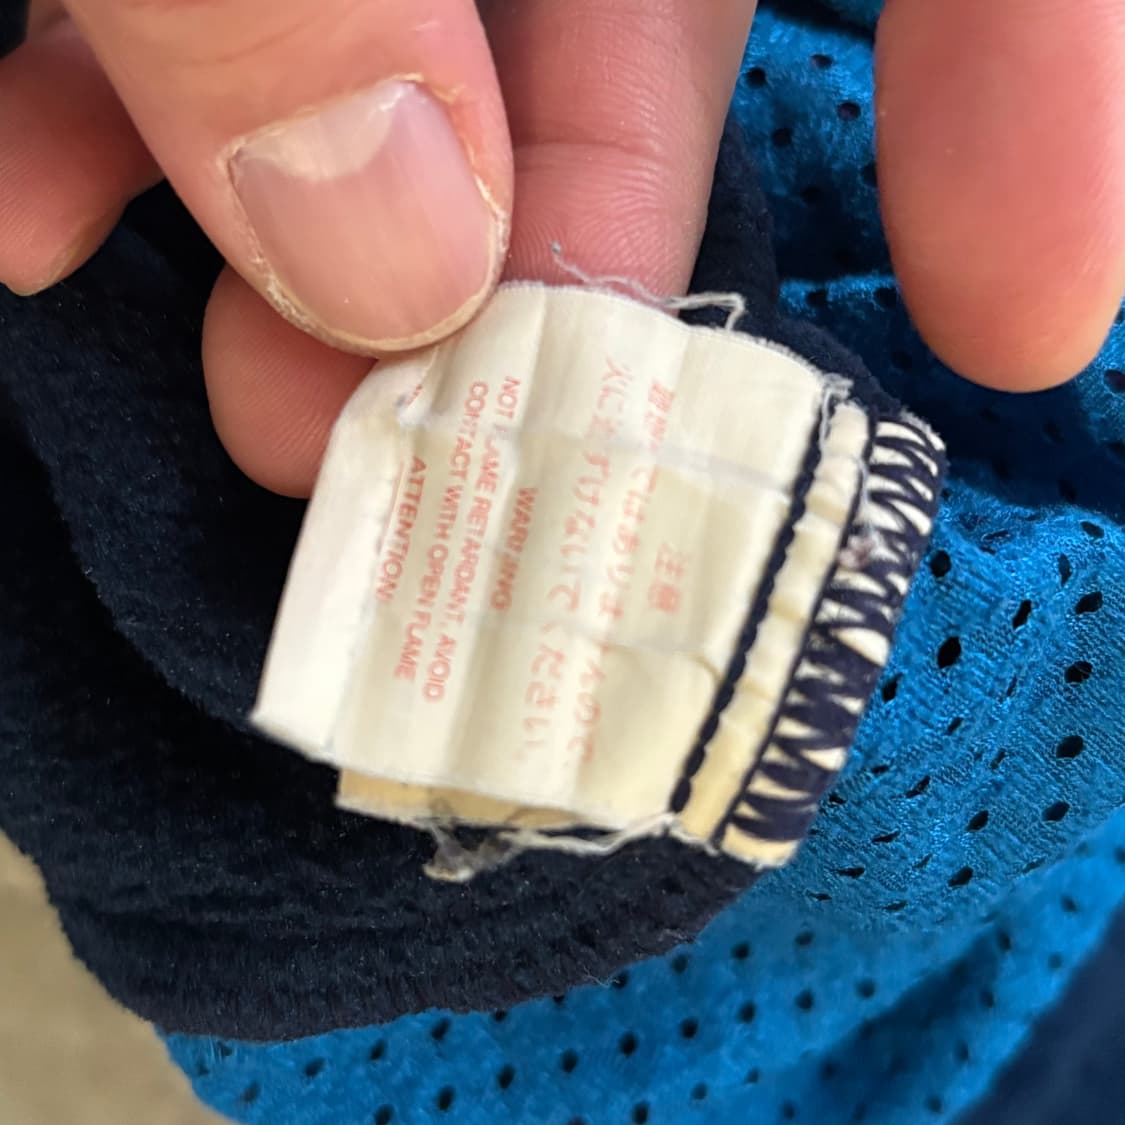 注意
ではありませんので
火に近ずけないでください。
WARNING
NOT FLAME RETARDANT. AVOID
CONTACT WITH OPEN FLAME
ATTENTION